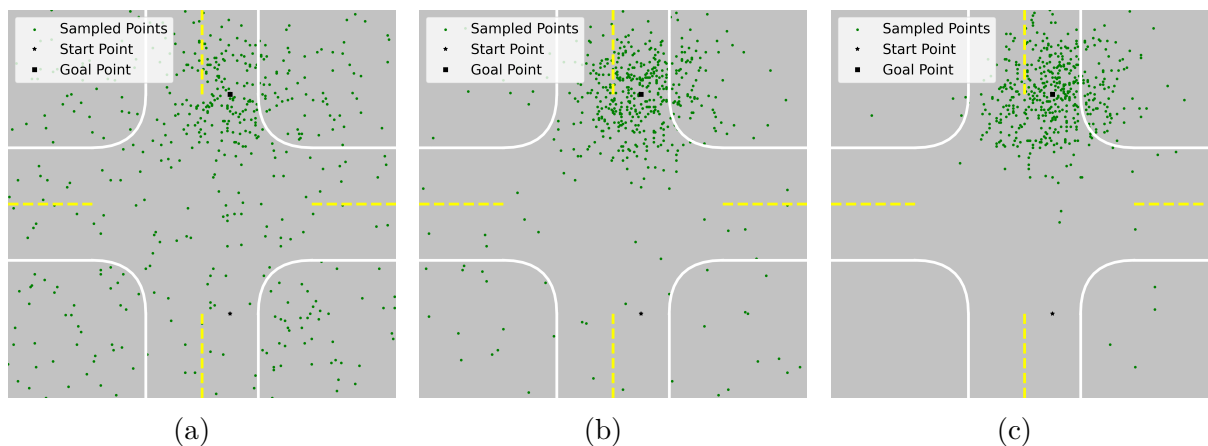 Sampled Points
Start Point
Goal Point
Sampled Points
Start Point
Goal Point
Sampled Points
Start Point
Goal Point
(a)
(b)
(c)